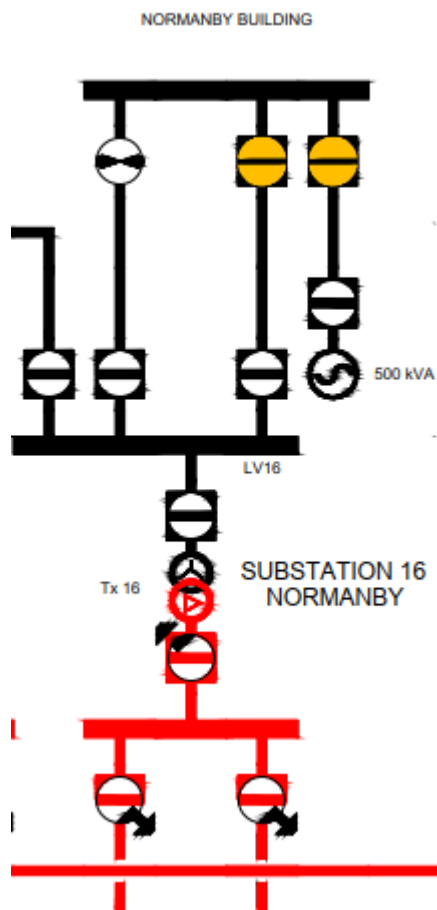 NORMANBY BUILDING
500 kVA
LV16
Tx 16
SUBSTATION 16
NORMANBY